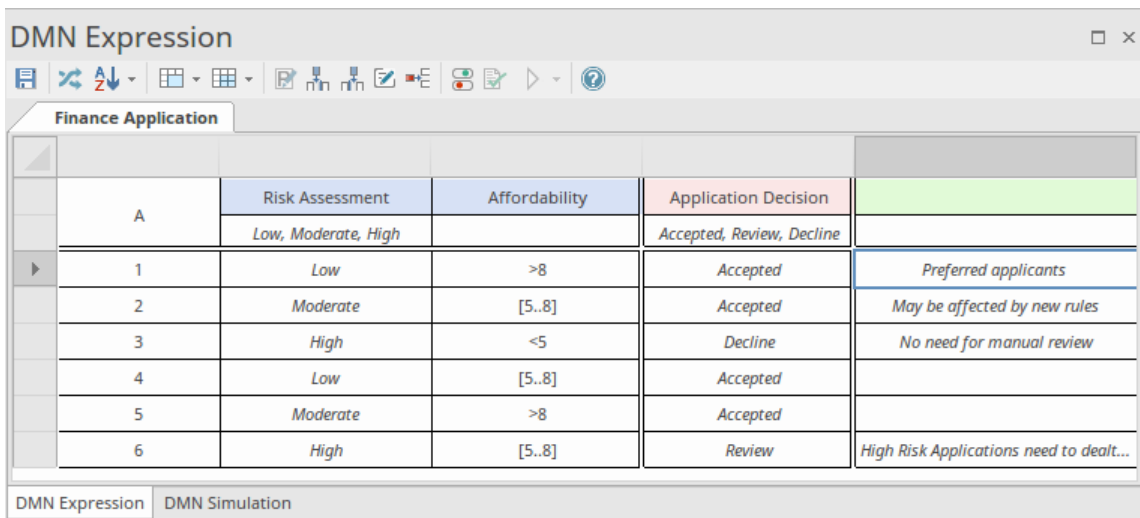 DMN Expression
Finance Application
A
Risk Assessment Affordability Application Decision
Low, Moderate, High Accepted, Review, Decline
1 Low >8 Accepted Preferred applicants
2 Moderate [5..8] Accepted May be affected by new rules
3 High <5 Decline No need for manual review
4 Low [5..8] Accepted
5 Moderate >8 Accepted
6 High [5..8] Review High Risk Applications need to dealt...
DMN Expression DMN Simulation